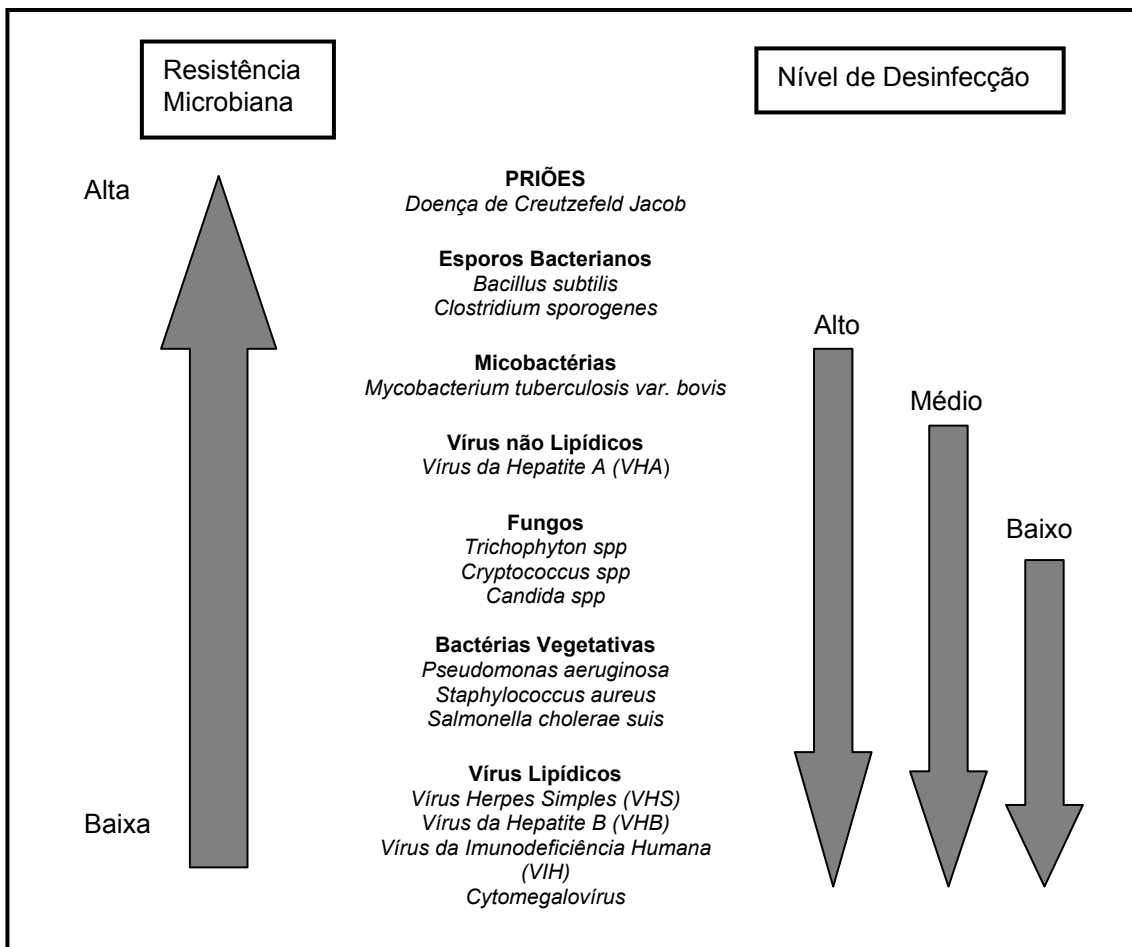 Resistência
Microbiana
Nível de Desinfecção
Alta
PRIÕES
Doença de Creutzefeld Jacob
Esporos Bacterianos
Bacillus subtilis
Clostridium sporogenes
Alto
Micobactérias
Mycobacterium tuberculosis var. bovis
Médio
Vírus não Lipídicos
Vírus da Hepatite A (VHA)
Fungos
Trichophyton spp
Cryptococcus spp
Candida spp
Baixo
Bactérias Vegetativas
Pseudomonas aeruginosa
Staphylococcus aureus
Salmonella cholerae suis
Vírus Lipídicos
Vírus Herpes Simples (VHS)
Vírus da Hepatite B (VHB)
Vírus da Imunodeficiência Humana
(VIH)
Cytomegalovírus
Baixa